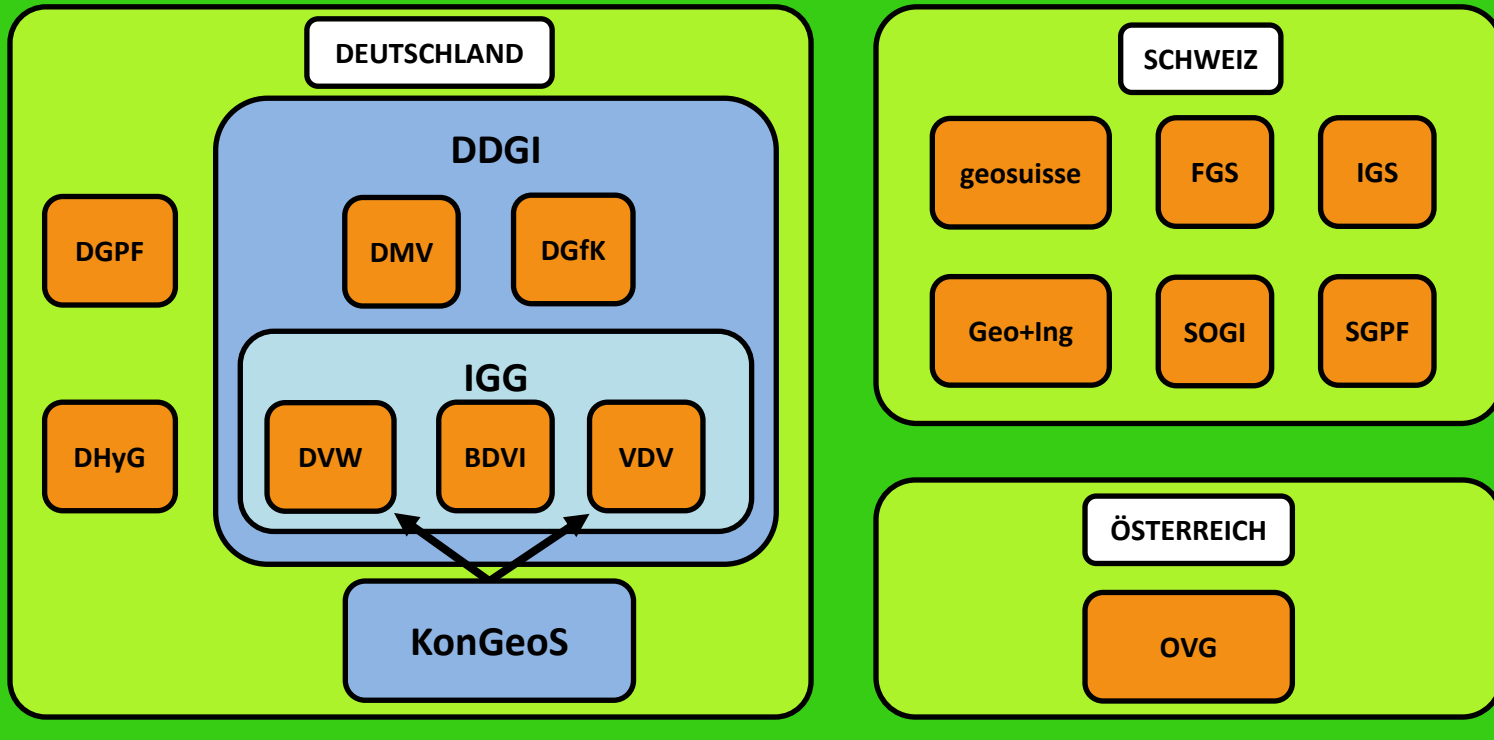 DEUTSCHLAND
DDGI
DGPF
DMV
DGfK
IGG
DHyG
DVW
BDVI
VDV
KonGeoS
SCHWEIZ
geosuisse
FGS
IGS
Geo+Ing
SOGI
SGPF
ÖSTERREICH
OVG